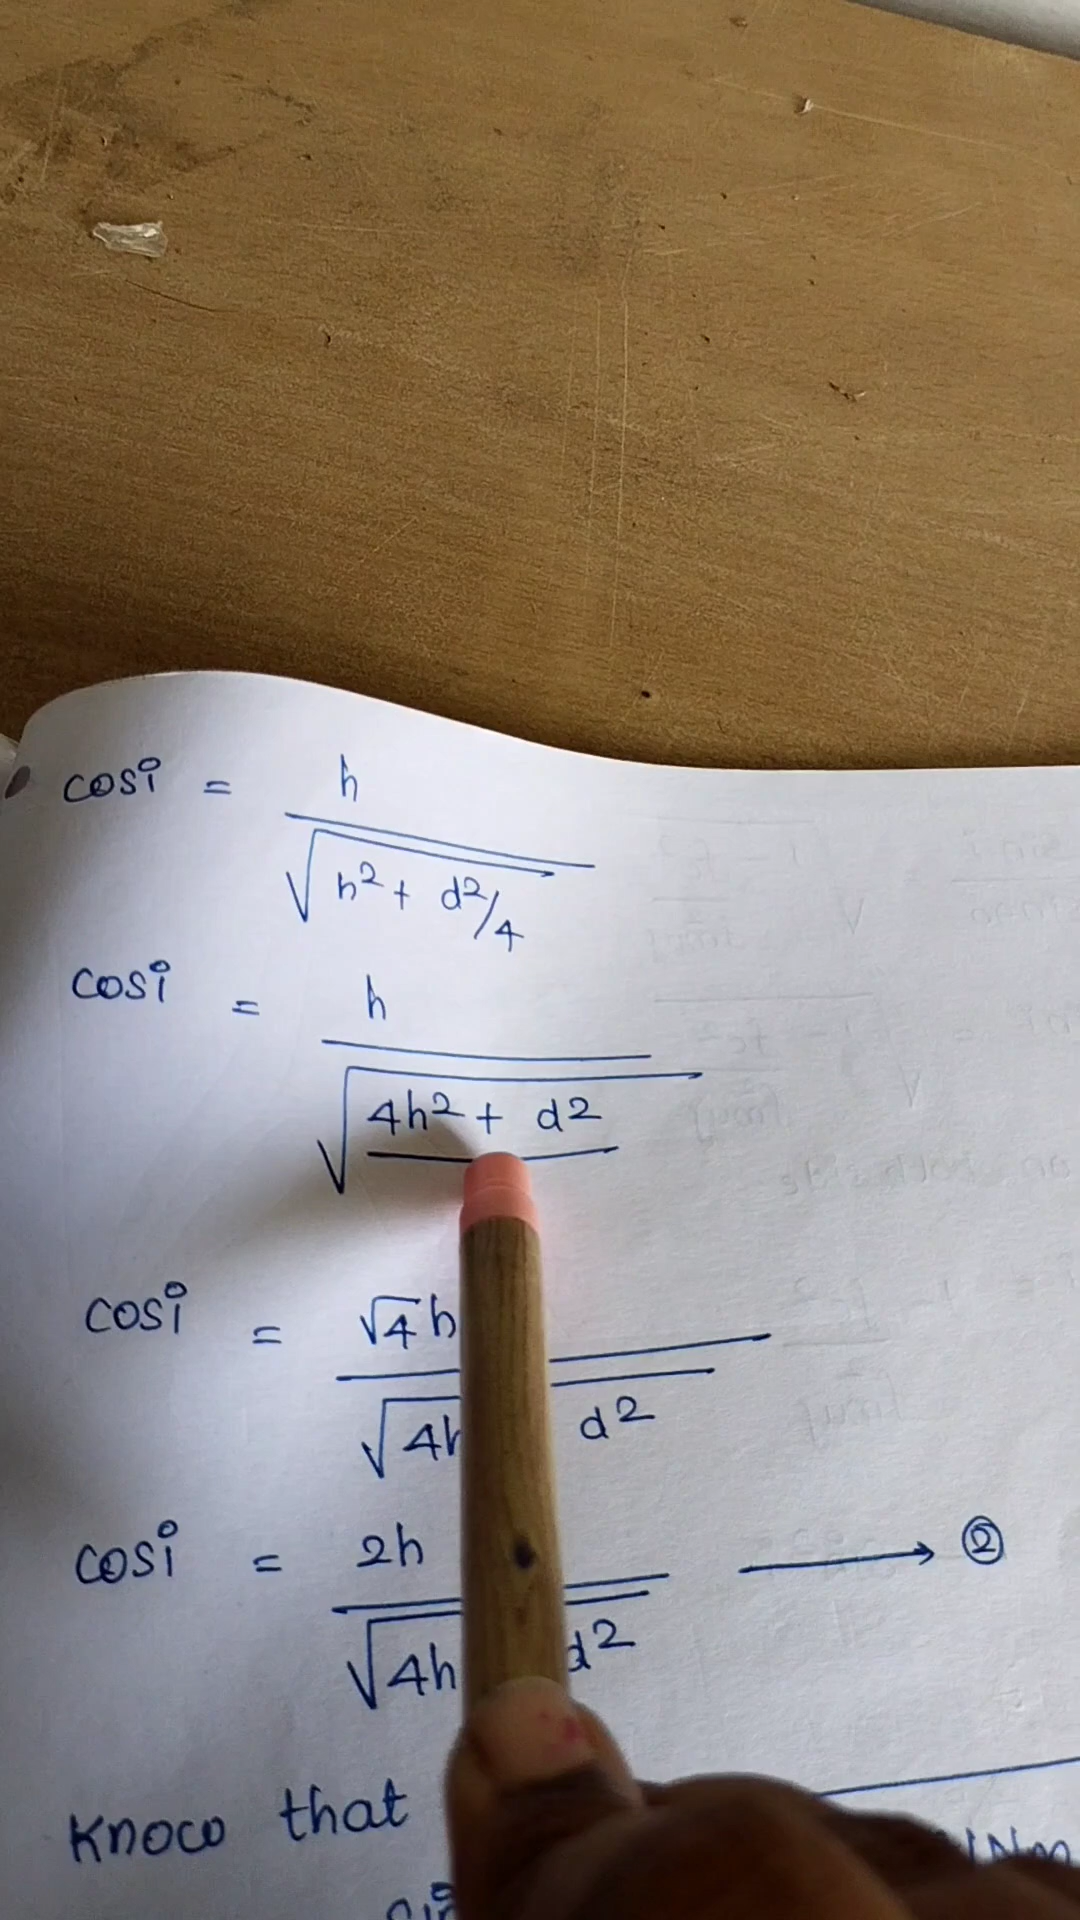 cosi = h
√h² + d²/4
cosi = h
√4h² + d²
cosi = √4 h
√4h d²
cosi = 2h → ②
√4h d²
Know that